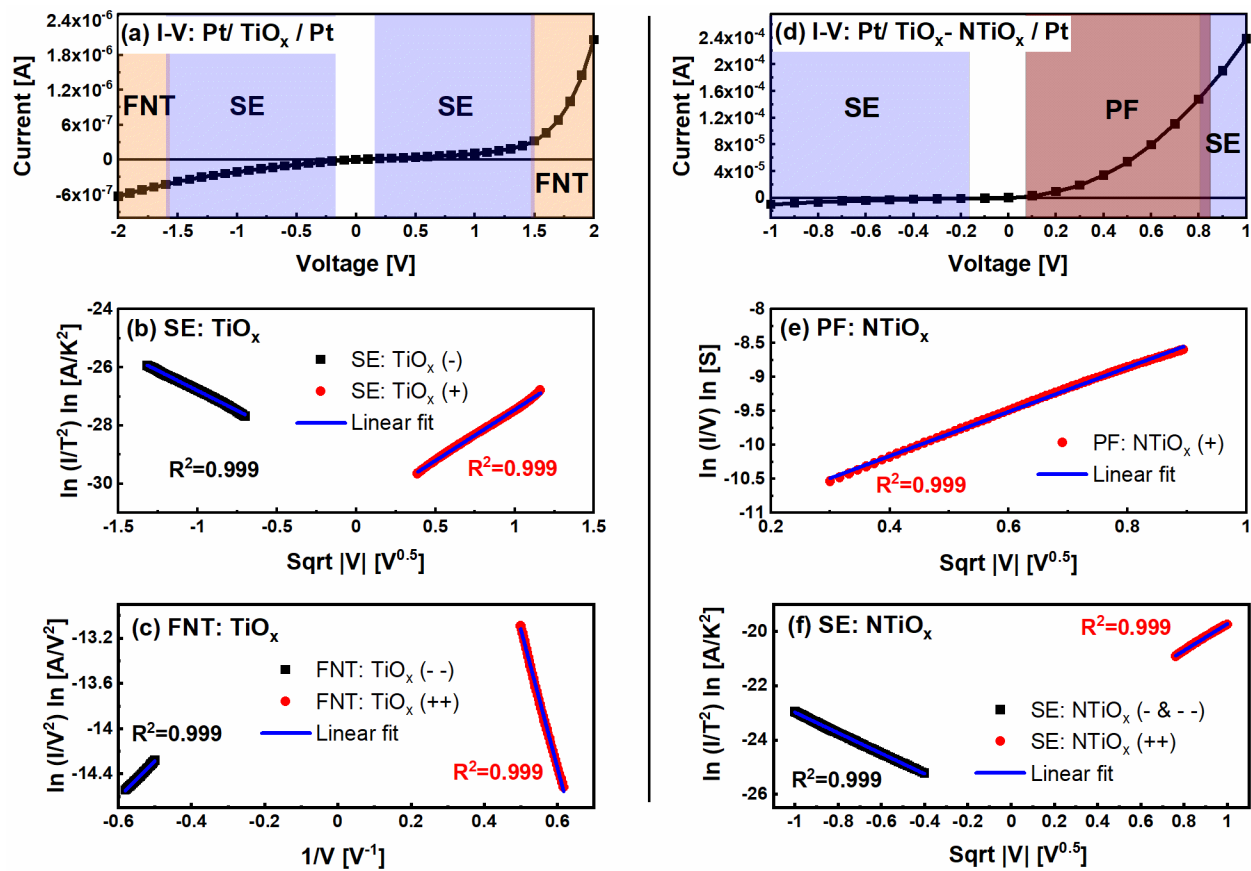 (a) I-V: Pt/ TiOₓ / Pt
Current [A]
2.4x10⁻⁶
1.8x10⁻⁶
1.2x10⁻⁶
6x10⁻⁷
0
-6x10⁻⁷
FNT
SE
SE
FNT
-2 -1.5 -1 -0.5 0 0.5 1 1.5 2
Voltage [V]
(b) SE: TiOₓ
ln (I/T²) ln [A/K²]
-24
-26
-28
-30
SE: TiOₓ (-)
SE: TiOₓ (+)
Linear fit
R²=0.999
R²=0.999
-1.5 -1 -0.5 0 0.5 1 1.5
Sqrt |V| [V⁰·⁵]
(c) FNT: TiOₓ
ln (I/V²) ln [A/V²]
-13.2
-13.6
-14
-14.4
FNT: TiOₓ (- -)
FNT: TiOₓ (++)
Linear fit
R²=0.999
R²=0.999
-0.6 -0.4 -0.2 0 0.2 0.4 0.6
1/V [V⁻¹]
(d) I-V: Pt/ TiOₓ- NTiOₓ / Pt
Current [A]
2.4x10⁻⁴
2x10⁻⁴
1.6x10⁻⁴
1.2x10⁻⁴
8x10⁻⁵
4x10⁻⁵
0
SE
PF
SE
-1 -0.8 -0.6 -0.4 -0.2 0 0.2 0.4 0.6 0.8 1
Voltage [V]
(e) PF: NTiOₓ
ln (I/V) ln [S]
-8
-8.5
-9
-9.5
-10
-10.5
-11
PF: NTiOₓ (+)
Linear fit
R²=0.999
0.2 0.4 0.6 0.8 1
Sqrt |V| [V⁰·⁵]
(f) SE: NTiOₓ
ln (I/T²) ln [A/K²]
-20
-22
-24
-26
R²=0.999
SE: NTiOₓ (- & - -)
SE: NTiOₓ (++)
Linear fit
R²=0.999
-1 -0.8 -0.6 -0.4 -0.2 0 0.2 0.4 0.6 0.8 1
Sqrt |V| [V⁰·⁵]